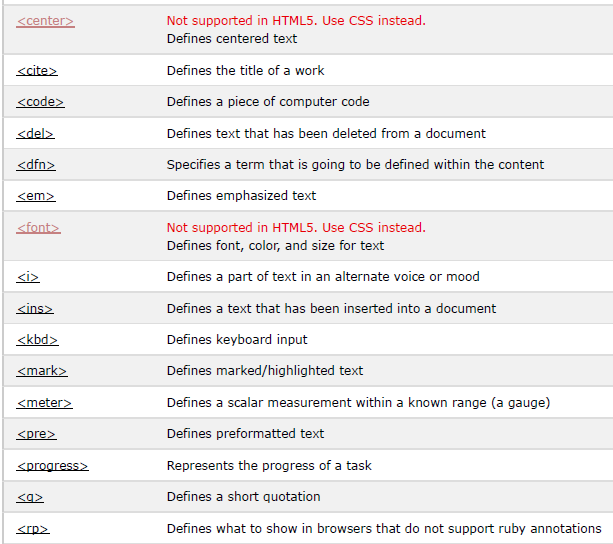 <center> Not supported in HTML5. Use CSS instead.
Defines centered text
<cite> Defines the title of a work
<code> Defines a piece of computer code
<del> Defines text that has been deleted from a document
<dfn> Specifies a term that is going to be defined within the content
<em> Defines emphasized text
<font> Not supported in HTML5. Use CSS instead.
Defines font, color, and size for text
<i> Defines a part of text in an alternate voice or mood
<ins> Defines a text that has been inserted into a document
<kbd> Defines keyboard input
<mark> Defines marked/highlighted text
<meter> Defines a scalar measurement within a known range (a gauge)
<pre> Defines preformatted text
<progress> Represents the progress of a task
<q> Defines a short quotation
<rp> Defines what to show in browsers that do not support ruby annotations